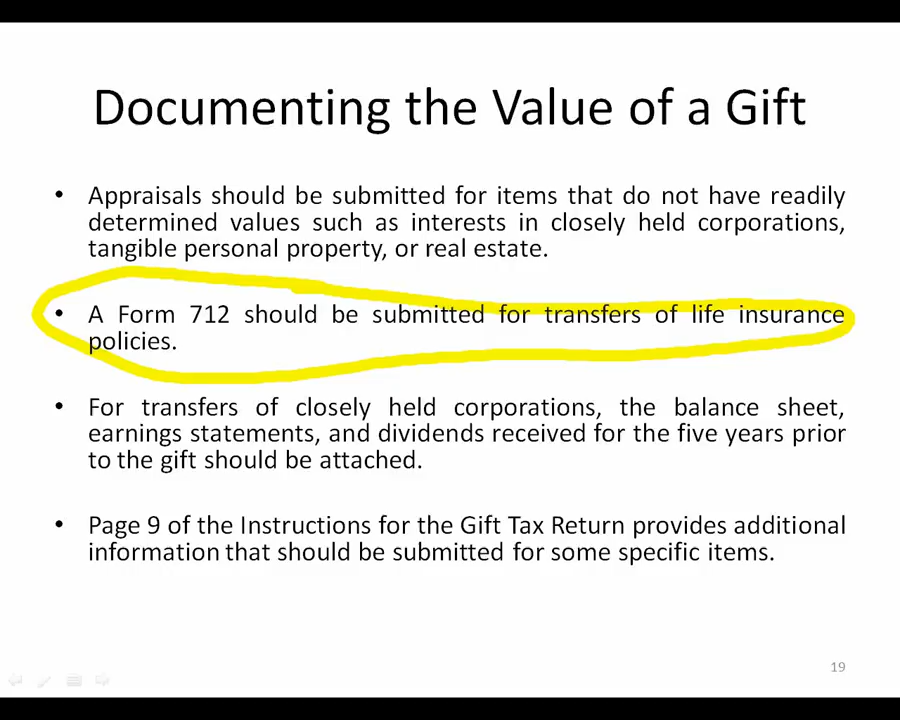 Documenting the Value of a Gift
• Appraisals should be submitted for items that do not have readily
determined values such as interests in closely held corporations,
tangible personal property, or real estate.
• A Form 712 should be submitted for transfers of life insurance
policies.
• For transfers of closely held corporations, the balance sheet,
earnings statements, and dividends received for the five years prior
to the gift should be attached.
• Page 9 of the Instructions for the Gift Tax Return provides additional
information that should be submitted for some specific items.
19